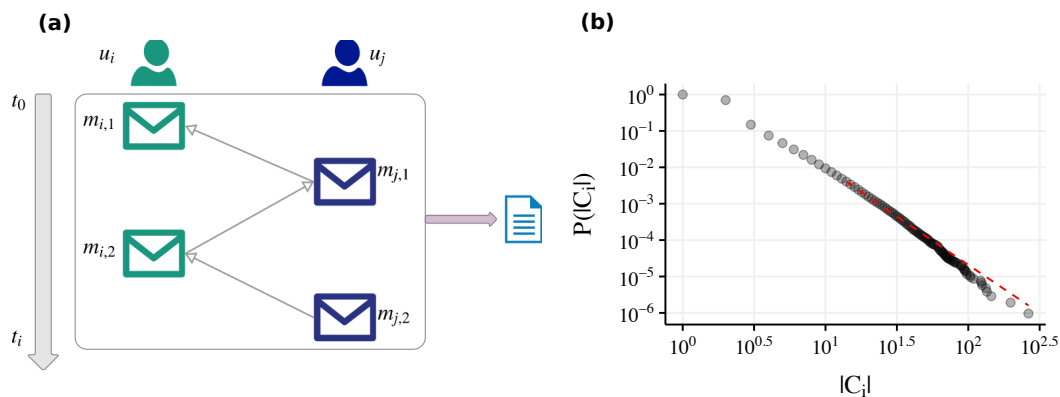 (a)
u_i
u_j
t_0
m_{i,1}
m_{j,1}
m_{i,2}
m_{j,2}
t_i
(b)
P(|C_i|)
10^0
10^{-1}
10^{-2}
10^{-3}
10^{-4}
10^{-5}
10^{-6}
10^0 10^{0.5} 10^1 10^{1.5} 10^2 10^{2.5}
|C_i|